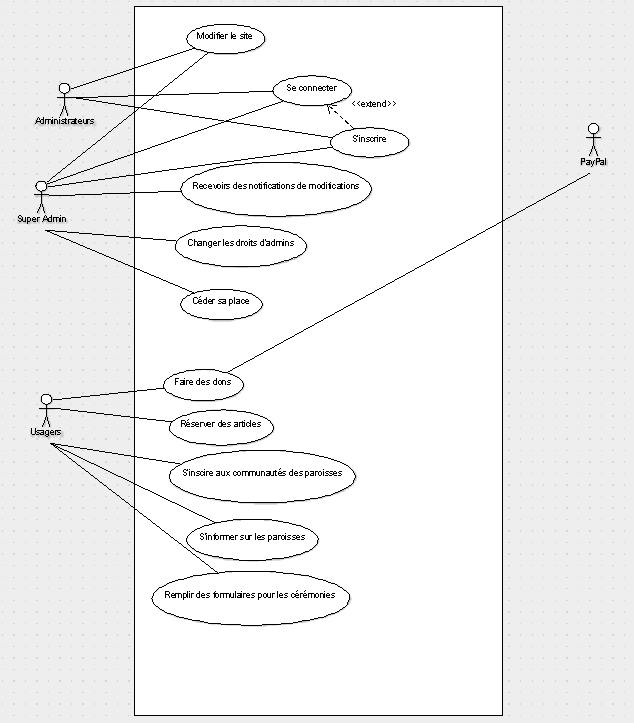 Modifier le site
Se connecter
<<extend>>
Administrateurs
S'inscrire
PayPal
Recevoirs des notifications de modifications
Super Admin
Changer les droits d'admins
Céder sa place
Faire des dons
Réserver des articles
Usagers
S'inscire aux communautés des paroisses
S'informer sur les paroisses
Remplir des formulaires pour les cérémonies